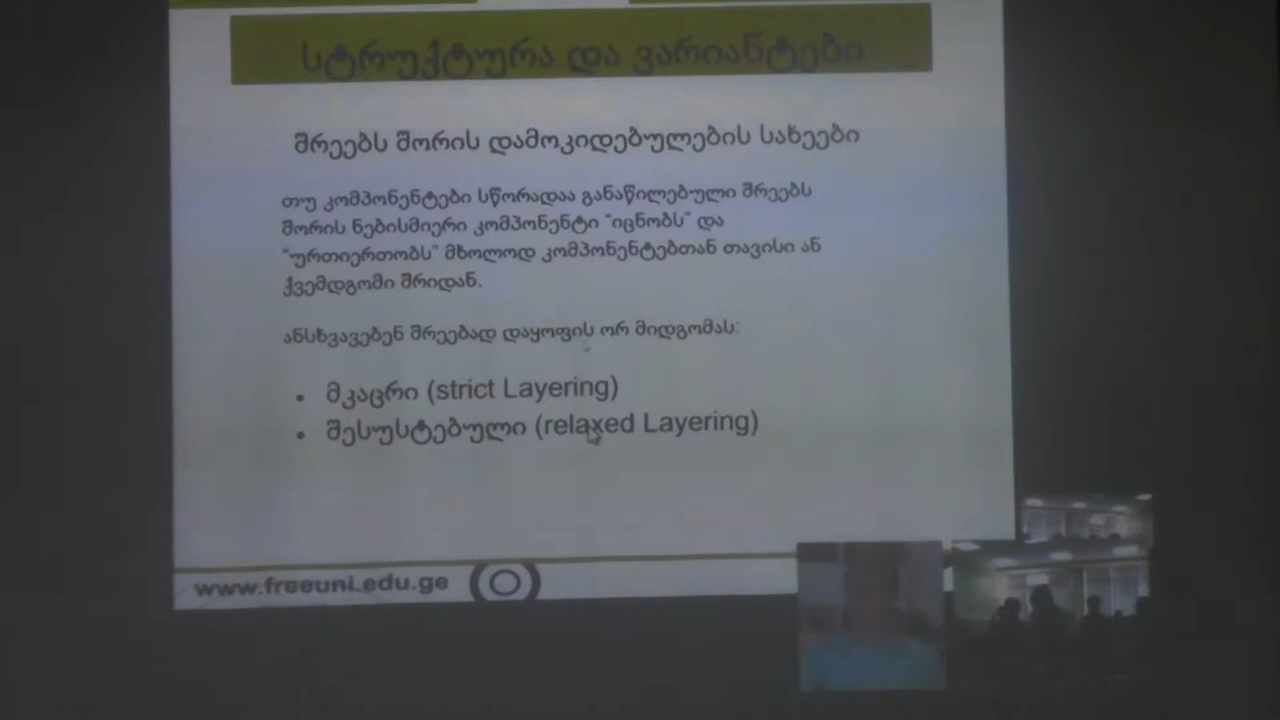 სტრუქტურა და ვარიანტები
შრეებს შორის დამოკიდებულების სახეები
თუ კომპონენტები სწორადაა განაწილებული შრეებს
შორის ნებისმიერი კომპონენტი “იცნობს” და
“ურთიერთობს” მხოლოდ კომპონენტებთან თავისი ან
ქვემდგომი შრიდან.
ანსხვავებენ შრეებად დაყოფის ორ მიდგომას:
• მკაცრი (strict Layering)
• შესუსტებული (relaxed Layering)
www.freeuni.edu.ge